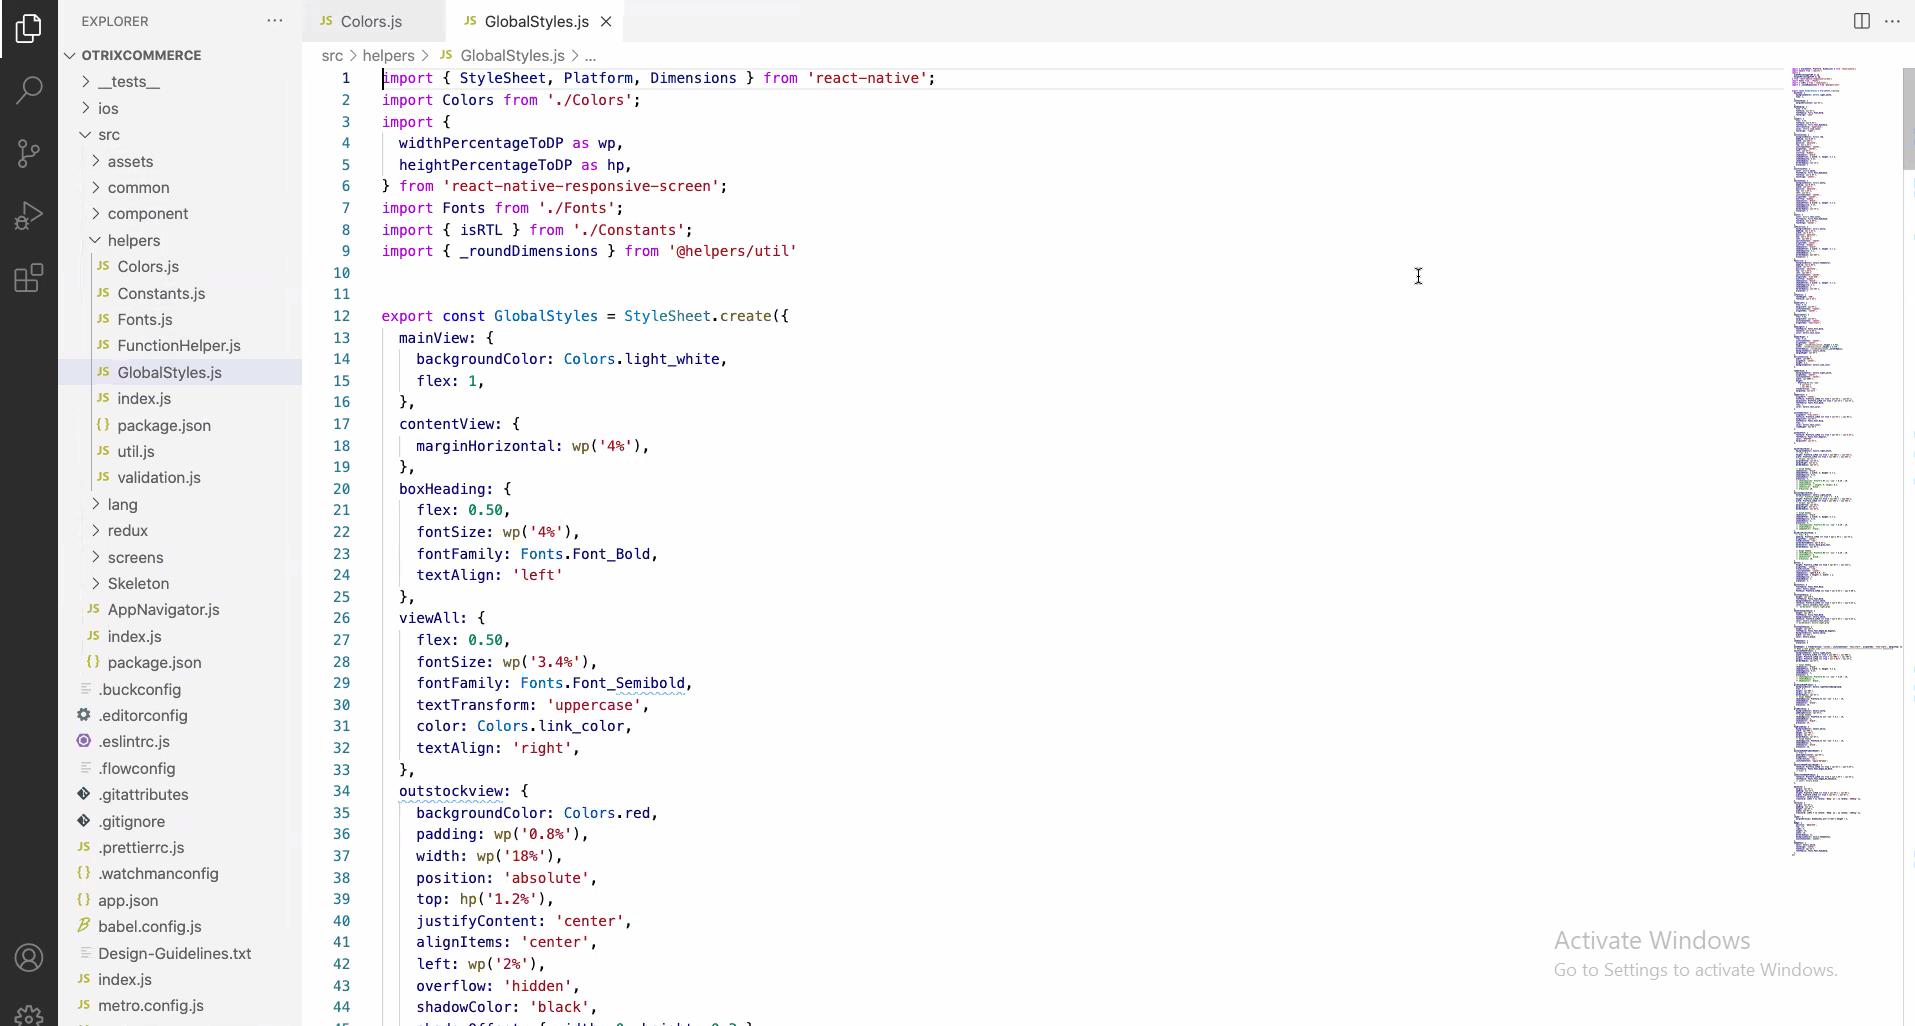 EXPLORER
OTRIXCOMMERCE
__tests__
ios
src
assets
common
component
helpers
JS Colors.js
JS Constants.js
JS Fonts.js
JS FunctionHelper.js
JS GlobalStyles.js
JS index.js
{} package.json
JS util.js
JS validation.js
lang
redux
screens
Skeleton
JS AppNavigator.js
JS index.js
{} package.json
.buckconfig
.editorconfig
.eslintrc.js
.flowconfig
.gitattributes
.gitignore
JS .prettierrc.js
{} .watchmanconfig
{} app.json
babel.config.js
Design-Guidelines.txt
JS index.js
JS metro.config.js
JS Colors.js
JS GlobalStyles.js
src > helpers > JS GlobalStyles.js > ...
1 import { StyleSheet, Platform, Dimensions } from 'react-native';
2 import Colors from './Colors';
3 import {
4 widthPercentageToDP as wp,
5 heightPercentageToDP as hp,
6 } from 'react-native-responsive-screen';
7 import Fonts from './Fonts';
8 import { isRTL } from './Constants';
9 import { _roundDimensions } from '@helpers/util'
10
11
12 export const GlobalStyles = StyleSheet.create({
13 mainView: {
14 backgroundColor: Colors.light_white,
15 flex: 1,
16 },
17 contentView: {
18 marginHorizontal: wp('4%'),
19 },
20 boxHeading: {
21 flex: 0.50,
22 fontSize: wp('4%'),
23 fontFamily: Fonts.Font_Bold,
24 textAlign: 'left'
25 },
26 viewAll: {
27 flex: 0.50,
28 fontSize: wp('3.4%'),
29 fontFamily: Fonts.Font_Semibold,
30 textTransform: 'uppercase',
31 color: Colors.link_color,
32 textAlign: 'right',
33 },
34 outstockview: {
35 backgroundColor: Colors.red,
36 padding: wp('0.8%'),
37 width: wp('18%'),
38 position: 'absolute',
39 top: hp('1.2%'),
40 justifyContent: 'center',
41 alignItems: 'center',
42 left: wp('2%'),
43 overflow: 'hidden',
44 shadowColor: 'black',
Activate Windows
Go to Settings to activate Windows.